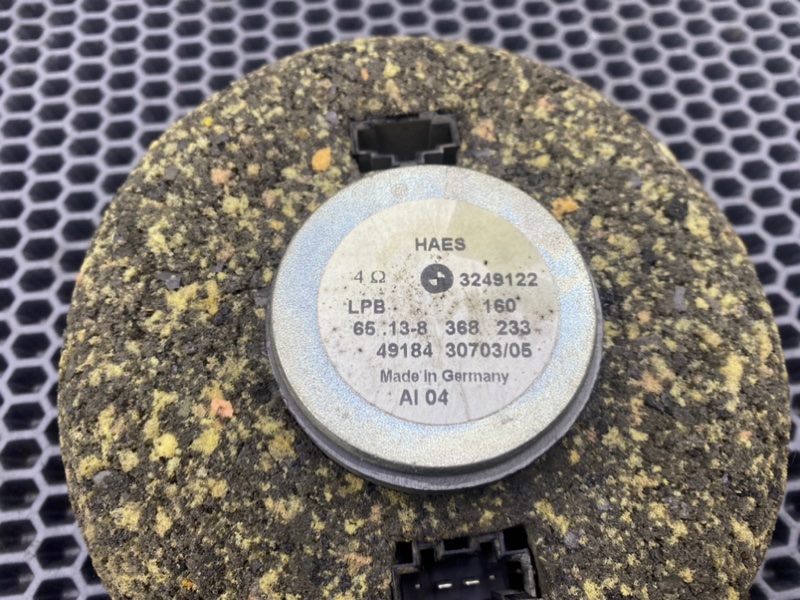 HAES
4 Ω 3249122
LPB 160
65 .13-8 368 233
49184 30703/05
Made in Germany
AI 04